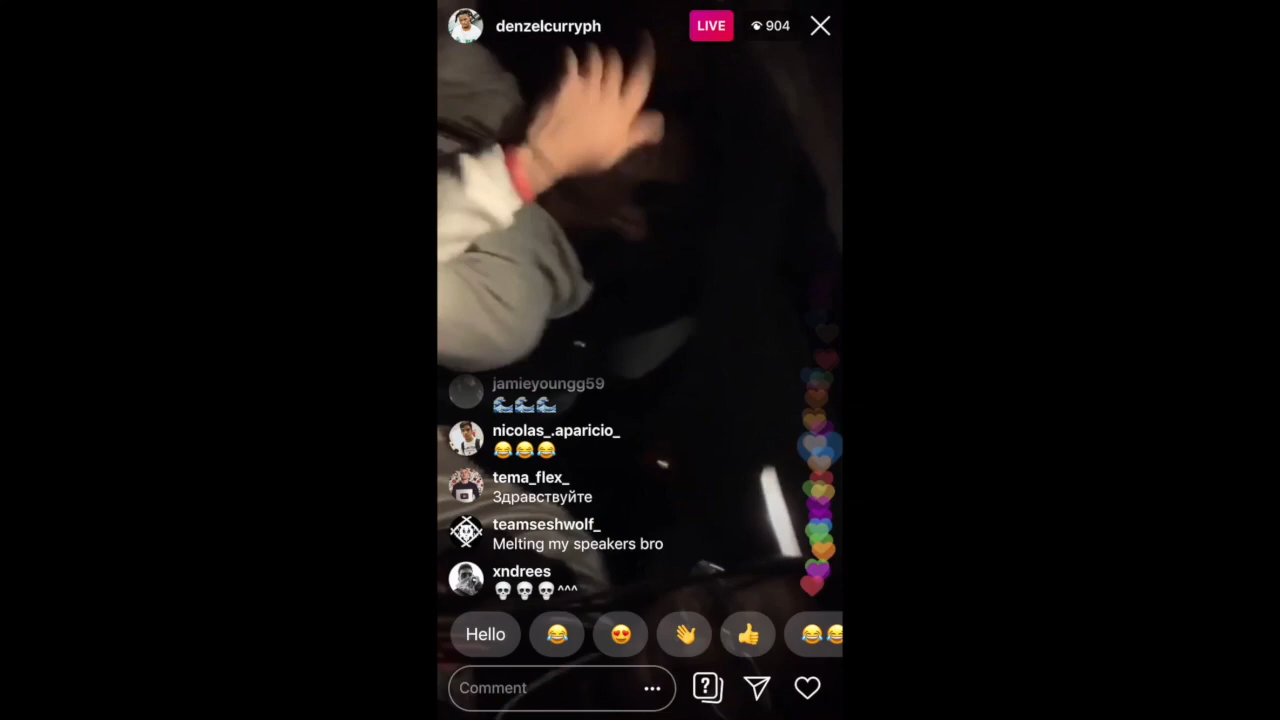 denzelcurryph
LIVE
904
jamieyoungg59
🌊🌊🌊
nicolas_.aparicio_
😂😂😂
tema_flex_
Здравствуйте
teamseshwolf_
Melting my speakers bro
xndrees
💀💀💀^^^
Hello
Comment